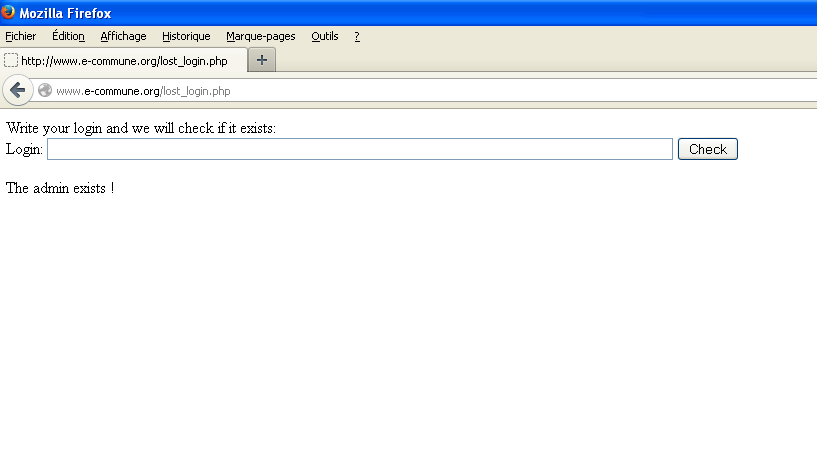 Mozilla Firefox
Fichier Édition Affichage Historique Marque-pages Outils ?
http://www.e-commune.org/lost_login.php
www.e-commune.org/lost_login.php
Write your login and we will check if it exists:
Login: Check
The admin exists !